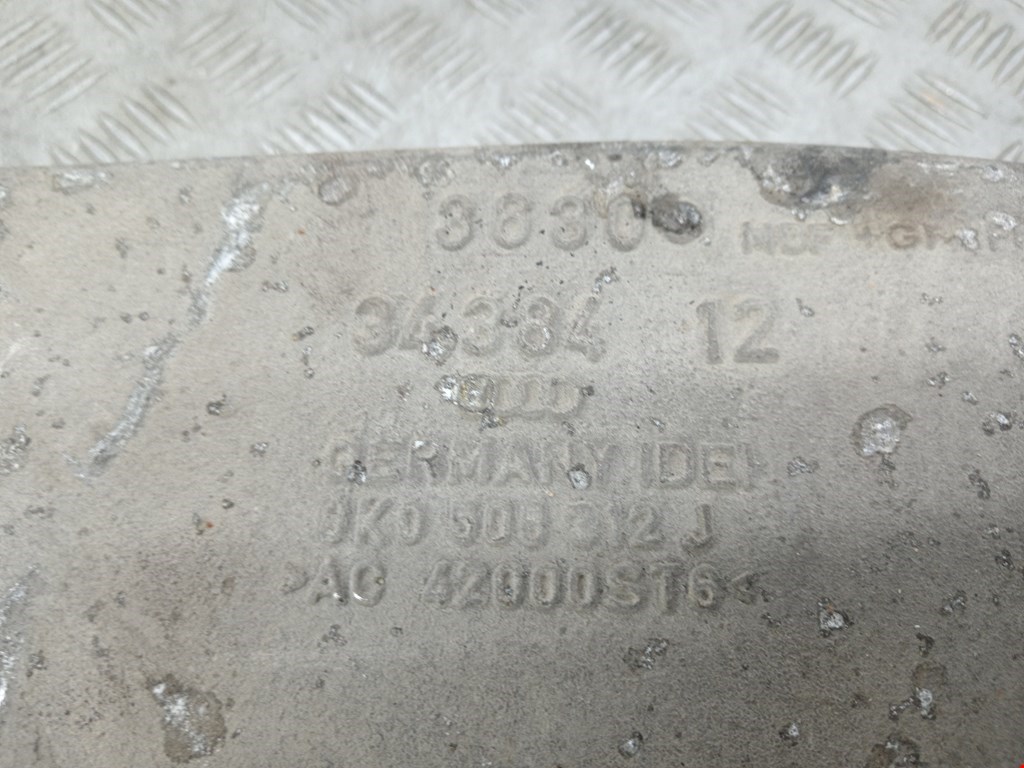 3630
34384 12
GERMANY (DE)
8K0 505 312 J
>AC 42000ST6<